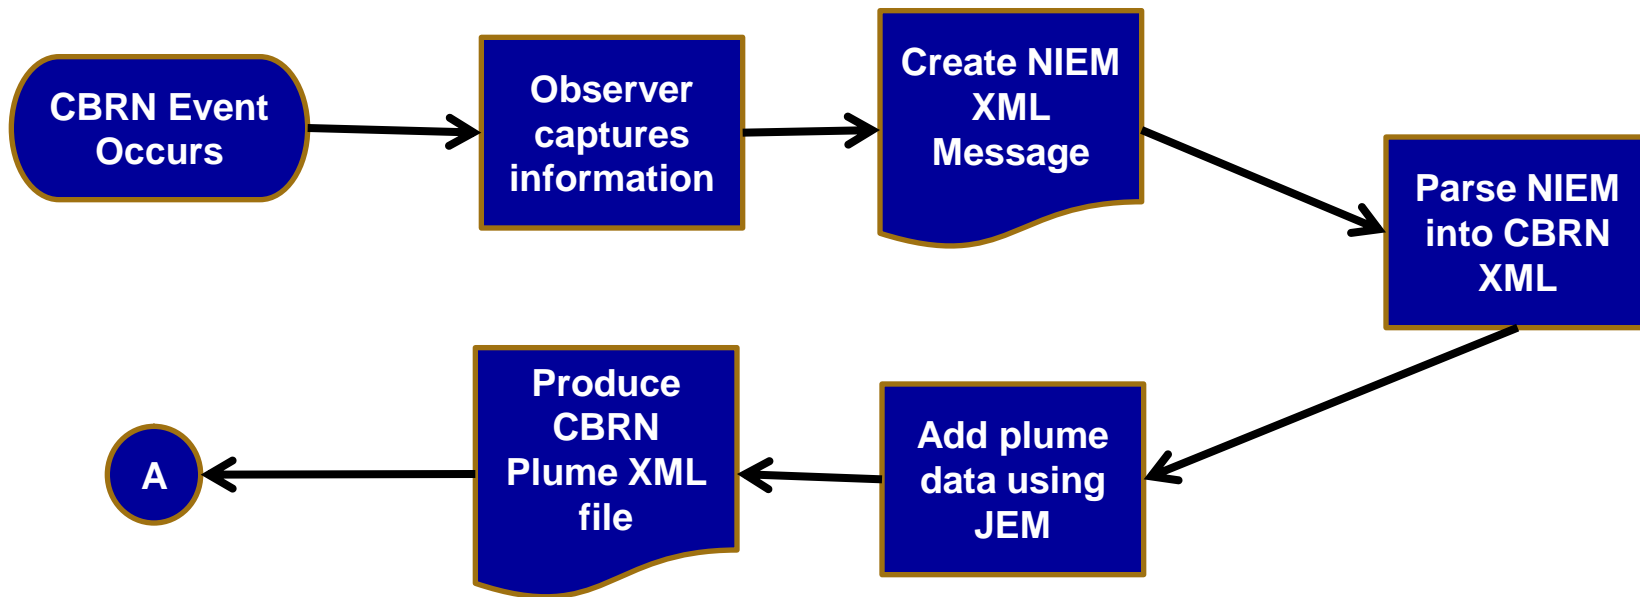 CBRN Event
Occurs
Observer
captures
information
Create NIEM
XML
Message
Parse NIEM
into CBRN
XML
Add plume
data using
JEM
Produce
CBRN
Plume XML
file
A